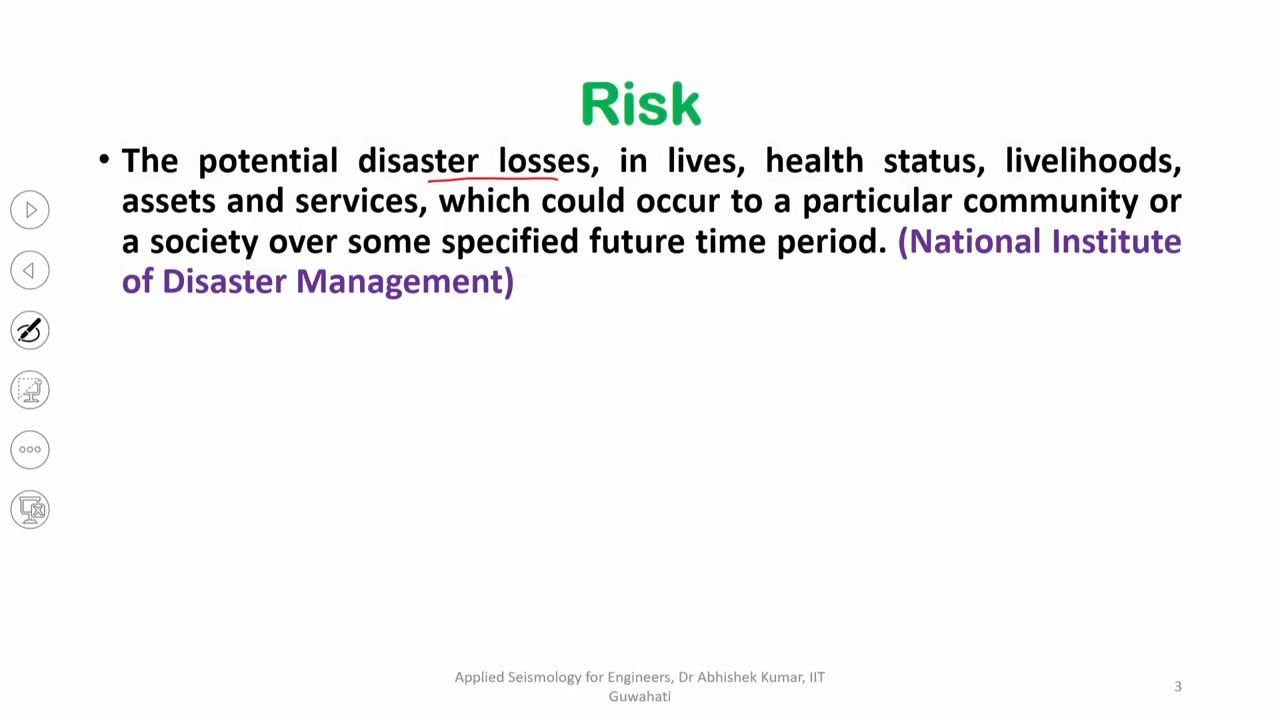 Risk
• The potential disaster losses, in lives, health status, livelihoods,
assets and services, which could occur to a particular community or
a society over some specified future time period. (National Institute
of Disaster Management)
Applied Seismology for Engineers, Dr Abhishek Kumar, IIT
Guwahati
3